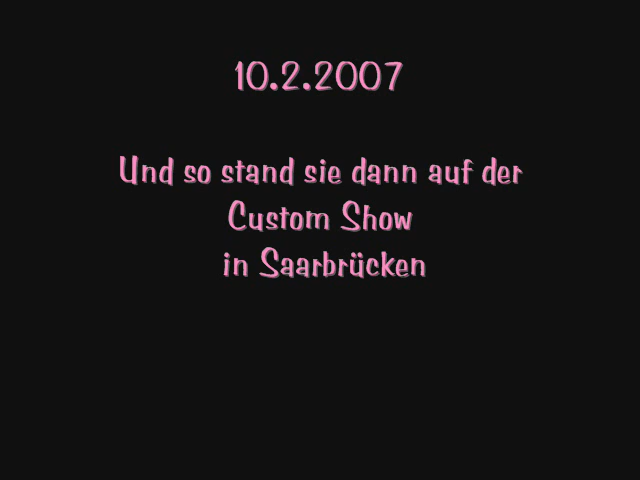 10.2.2007
Und so stand sie dann auf der
Custom Show
in Saarbrücken